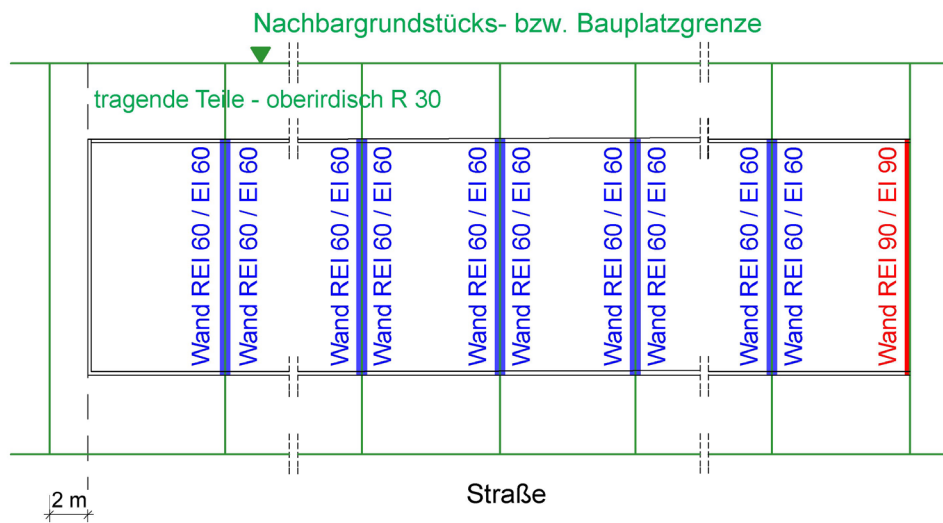 Nachbargrundstücks- bzw. Bauplatzgrenze
tragende Teile - oberirdisch R 30
Wand REI 60 / EI 60
Wand REI 60 / EI 60
Wand REI 60 / EI 60
Wand REI 60 / EI 60
Wand REI 60 / EI 60
Wand REI 60 / EI 60
Wand REI 60 / EI 60
Wand REI 60 / EI 60
Wand REI 60 / EI 60
Wand REI 60 / EI 60
Wand REI 90 / EI 90
Straße
2 m